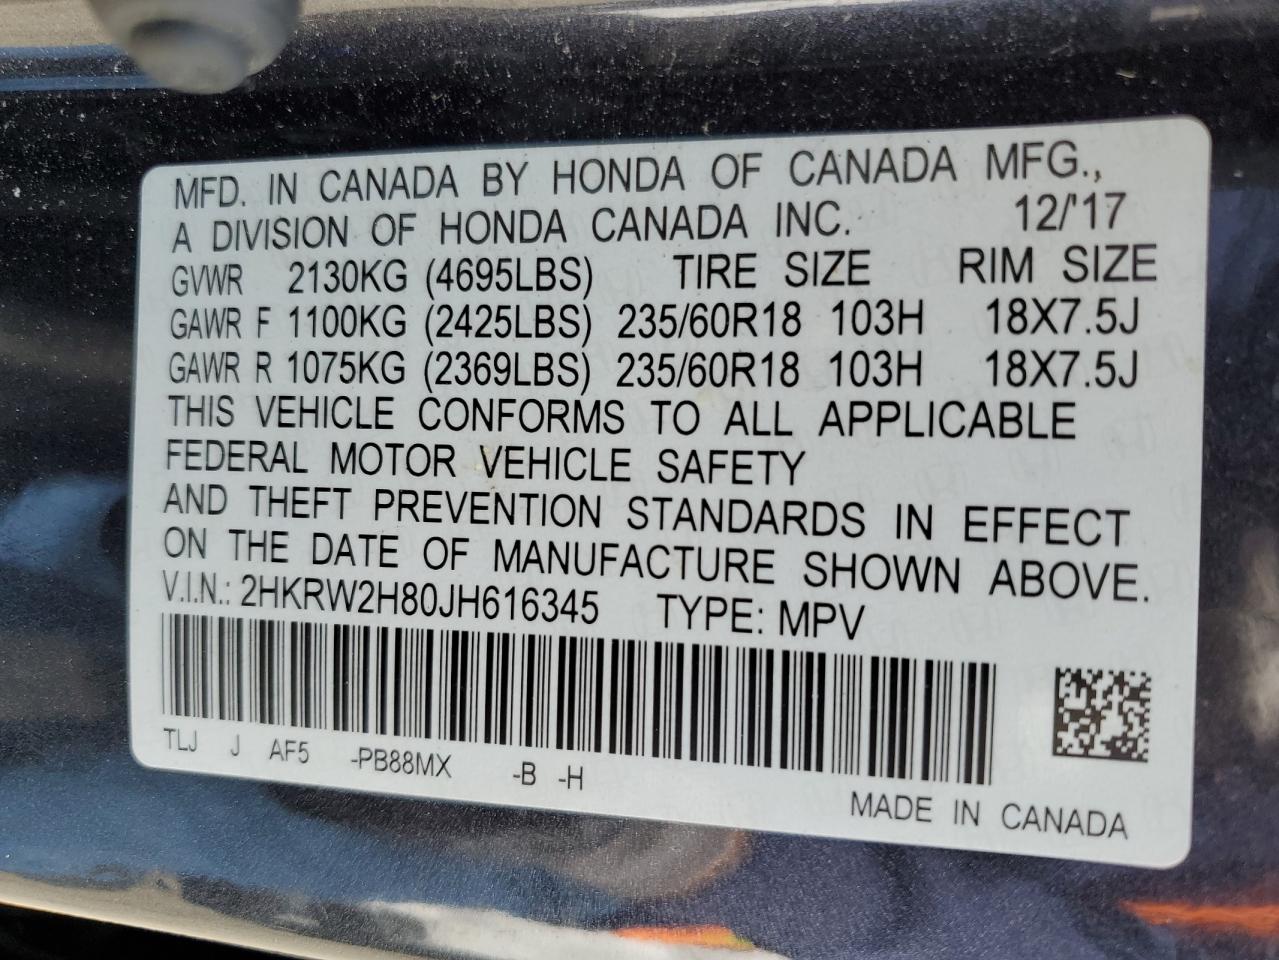 MFD. IN CANADA BY HONDA OF CANADA MFG.,
A DIVISION OF HONDA CANADA INC. 12/'17
GVWR 2130KG (4695LBS) TIRE SIZE RIM SIZE
GAWR F 1100KG (2425LBS) 235/60R18 103H 18X7.5J
GAWR R 1075KG (2369LBS) 235/60R18 103H 18X7.5J
THIS VEHICLE CONFORMS TO ALL APPLICABLE
FEDERAL MOTOR VEHICLE SAFETY
AND THEFT PREVENTION STANDARDS IN EFFECT
ON THE DATE OF MANUFACTURE SHOWN ABOVE.
V.I.N.: 2HKRW2H80JH616345 TYPE: MPV
TLJ J AF5 -PB88MX -B -H
MADE IN CANADA